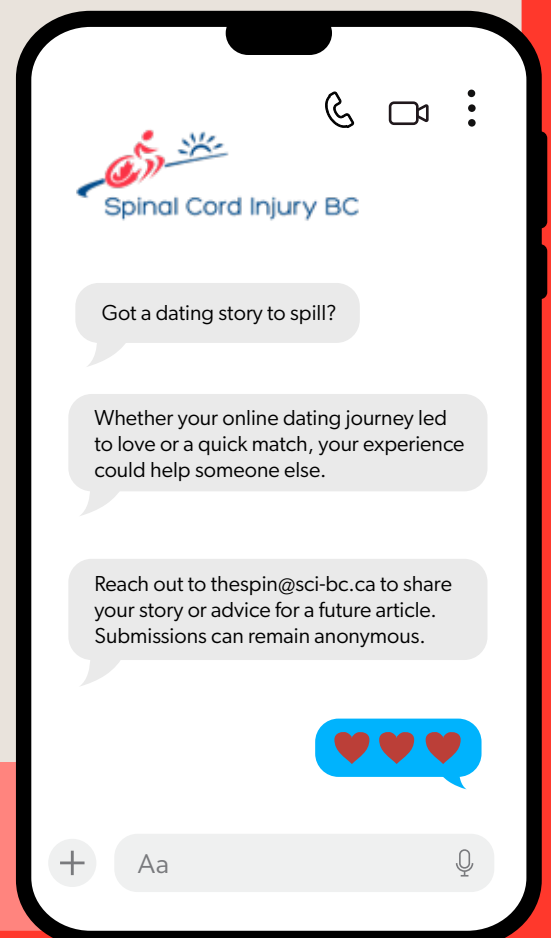 Spinal Cord Injury BC
Got a dating story to spill?
Whether your online dating journey led
to love or a quick match, your experience
could help someone else.
Reach out to thespin@sci-bc.ca to share
your story or advice for a future article.
Submissions can remain anonymous.
Aa